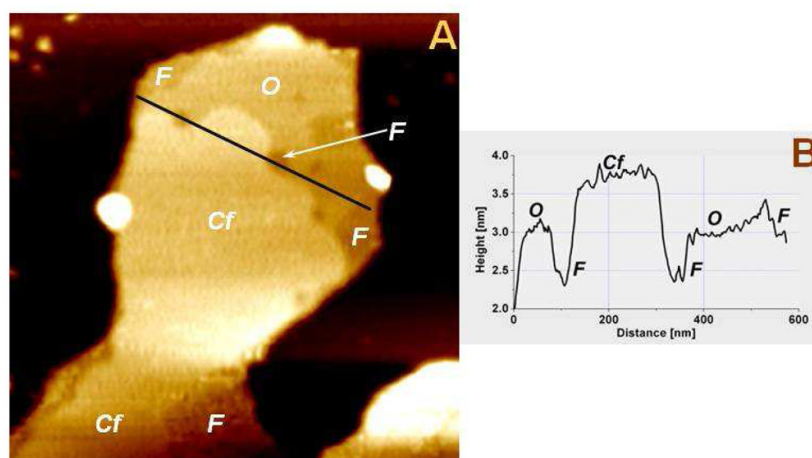 A
F
O
F
Cf
F
Cf
F
B
4.0
3.5
3.0
2.5
2.0
Height [nm]
O
F
Cf
F
O
F
0
200
400
600
Distance [nm]